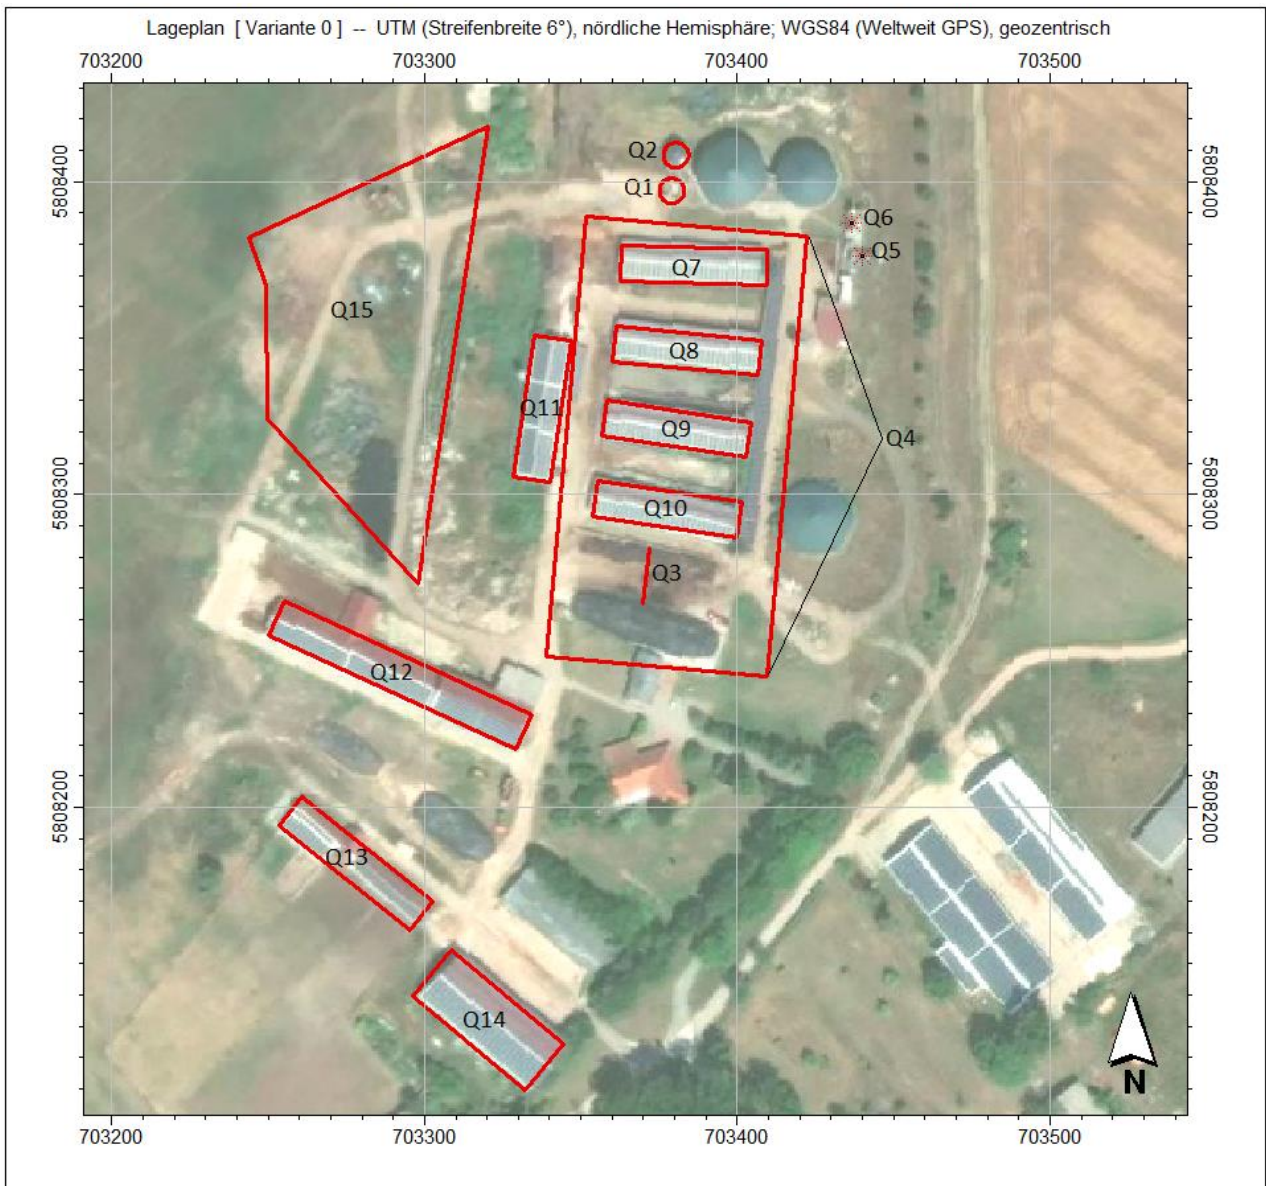 Lageplan [ Variante 0 ] -- UTM (Streifenbreite 6°), nördliche Hemisphäre; WGS84 (Weltweit GPS), geozentrisch
703200 703300 703400 703500
Q2
Q1
5808400 5808400
Q6
Q5
Q7
Q15
Q8
Q11
Q9
Q4
5808300 5808300
Q10
Q3
Q12
5808200 5808200
Q13
Q14
N
703200 703300 703400 703500